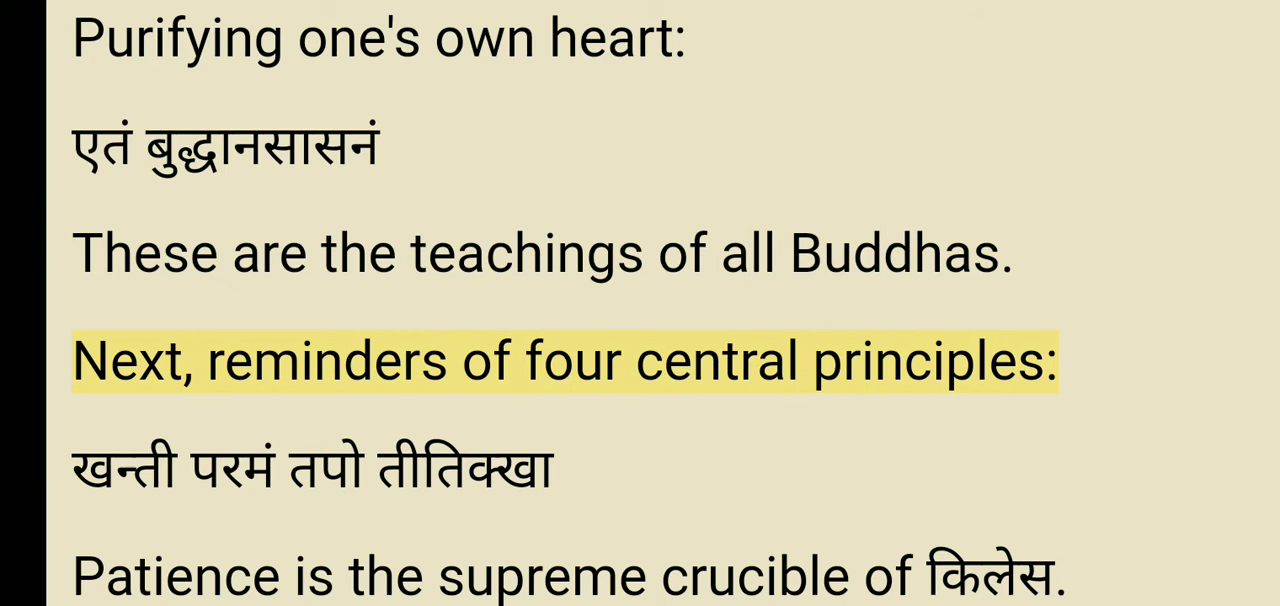 Purifying one's own heart:
एतं बुद्धानसासनं
These are the teachings of all Buddhas.
Next, reminders of four central principles:
खन्ती परमं तपो तीतिक्खा
Patience is the supreme crucible of किलेस.